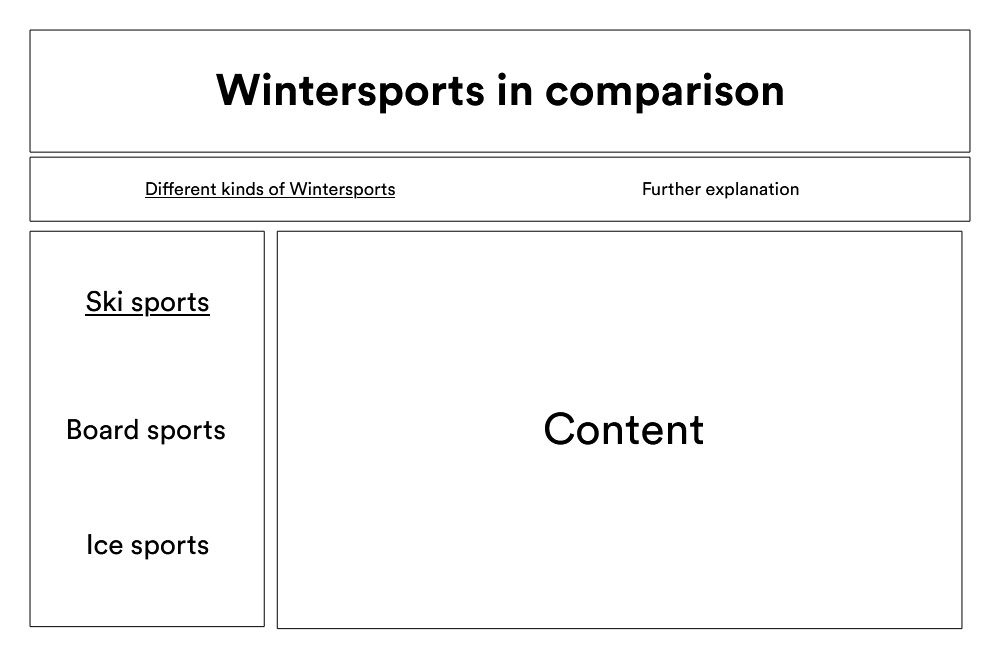 Wintersports in comparison
Different kinds of Wintersports
Further explanation
Ski sports
Board sports
Ice sports
Content